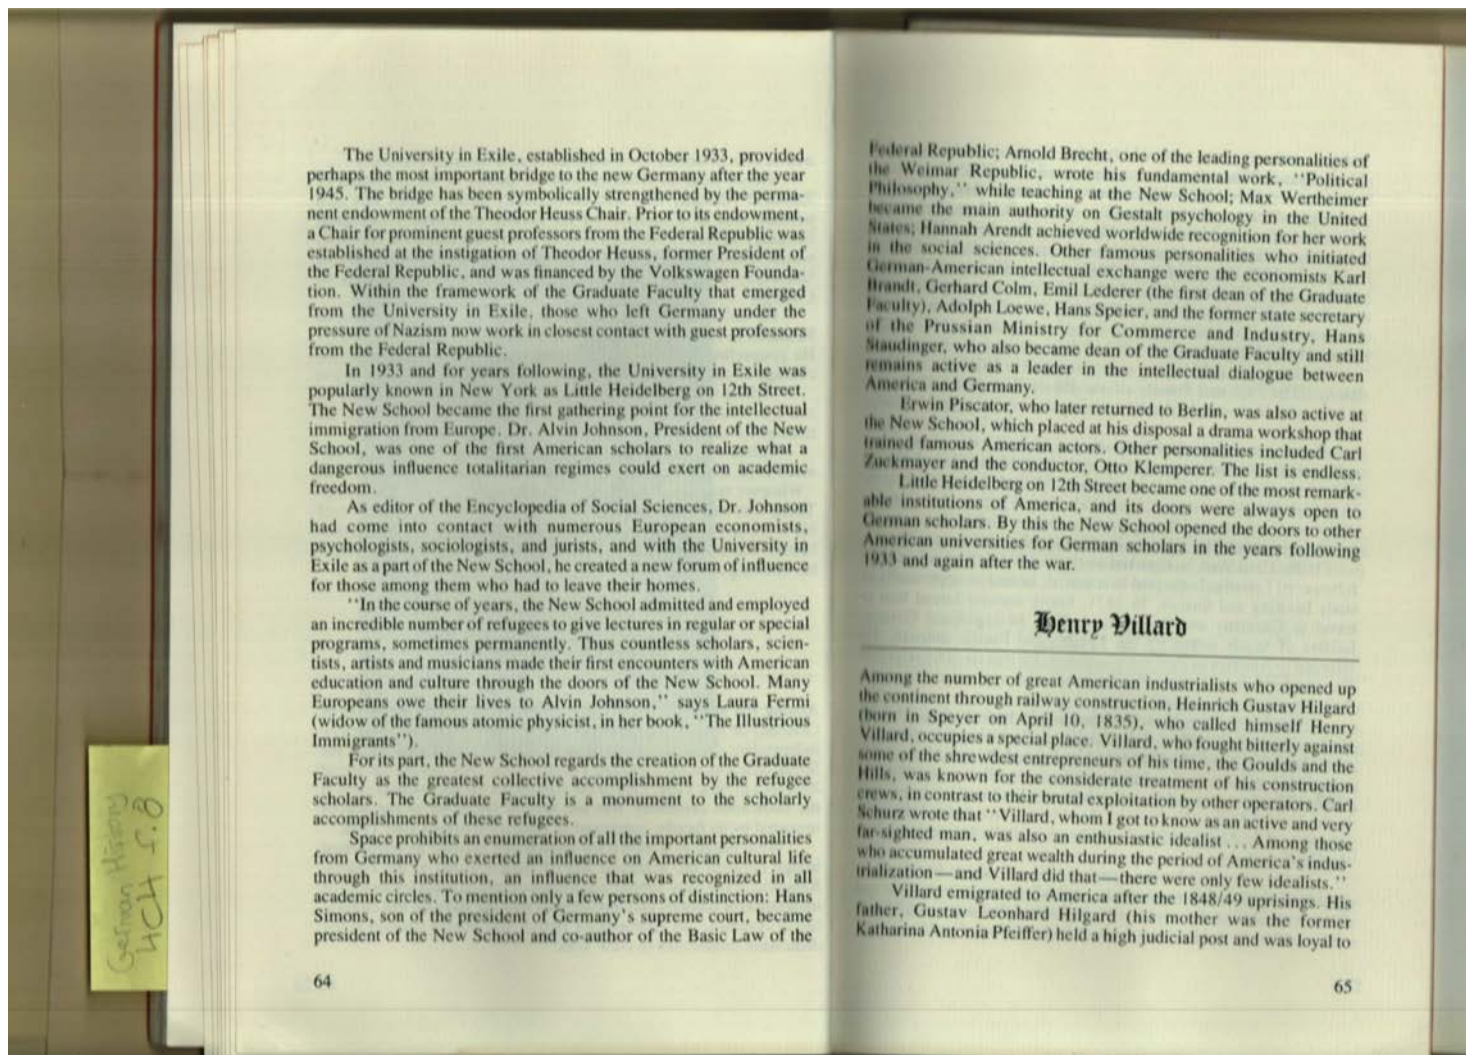 The University in Exile, established in October 1933, provided
perhaps the most important bridge to the new Germany after the year
1945. The bridge has been symbolically strengthened by the perma-
nent endowment of the Theodor Heuss Chair. Prior to its endowment,
a Chair for prominent guest professors from the Federal Republic was
established at the instigation of Theodor Heuss, former President of
the Federal Republic, and was financed by the Volkswagen Founda-
tion. Within the framework of the Graduate Faculty that emerged
from the University in Exile, those who left Germany under the
pressure of Nazism now work in closest contact with guest professors
from the Federal Republic.
In 1933 and for years following, the University in Exile was
popularly known in New York as Little Heidelberg on 12th Street.
The New School became the first gathering point for the intellectual
immigration from Europe. Dr. Alvin Johnson, President of the New
School, was one of the first American scholars to realize what a
dangerous influence totalitarian regimes could exert on academic
freedom.
As editor of the Encyclopedia of Social Sciences, Dr. Johnson
had come into contact with numerous European economists,
psychologists, sociologists, and jurists, and with the University in
Exile as a part of the New School, he created a new forum of influence
for those among them who had to leave their homes.
"In the course of years, the New School admitted and employed
an incredible number of refugees to give lectures in regular or special
programs, sometimes permanently. Thus countless scholars, scien-
tists, artists and musicians made their first encounters with American
education and culture through the doors of the New School. Many
Europeans owe their lives to Alvin Johnson," says Laura Fermi
(widow of the famous atomic physicist, in her book, "The Illustrious
Immigrants").
For its part, the New School regards the creation of the Graduate
Faculty as the greatest collective accomplishment by the refugee
scholars. The Graduate Faculty is a monument to the scholarly
accomplishments of these refugees.
Space prohibits an enumeration of all the important personalities
from Germany who exerted an influence on American cultural life
through this institution, an influence that was recognized in all
academic circles. To mention only a few persons of distinction: Hans
Simons, son of the president of Germany's supreme court, became
president of the New School and co-author of the Basic Law of the
64
German History
4CH f.8
Federal Republic; Arnold Brecht, one of the leading personalities of
the Weimar Republic, wrote his fundamental work, "Political
Philosophy," while teaching at the New School; Max Wertheimer
became the main authority on Gestalt psychology in the United
States; Hannah Arendt achieved worldwide recognition for her work
in the social sciences. Other famous personalities who initiated
German-American intellectual exchange were the economists Karl
Brandt, Gerhard Colm, Emil Lederer (the first dean of the Graduate
Faculty), Adolph Loewe, Hans Speier, and the former state secretary
of the Prussian Ministry for Commerce and Industry, Hans
Staudinger, who also became dean of the Graduate Faculty and still
remains active as a leader in the intellectual dialogue between
America and Germany.
Erwin Piscator, who later returned to Berlin, was also active at
the New School, which placed at his disposal a drama workshop that
trained famous American actors. Other personalities included Carl
Zuckmayer and the conductor, Otto Klemperer. The list is endless.
Little Heidelberg on 12th Street became one of the most remark-
able institutions of America, and its doors were always open to
German scholars. By this the New School opened the doors to other
American universities for German scholars in the years following
1933 and again after the war.
Henry Villard
Among the number of great American industrialists who opened up
the continent through railway construction, Heinrich Gustav Hilgard
(born in Speyer on April 10, 1835), who called himself Henry
Villard, occupies a special place. Villard, who fought bitterly against
some of the shrewdest entrepreneurs of his time, the Goulds and the
Hills, was known for the considerate treatment of his construction
crews, in contrast to their brutal exploitation by other operators. Carl
Schurz wrote that "Villard, whom I got to know as an active and very
far-sighted man, was also an enthusiastic idealist ... Among those
who accumulated great wealth during the period of America's indus-
trialization—and Villard did that—there were only few idealists."
Villard emigrated to America after the 1848/49 uprisings. His
father, Gustav Leonhard Hilgard (his mother was the former
Katharina Antonia Pfeiffer) held a high judicial post and was loyal to
65